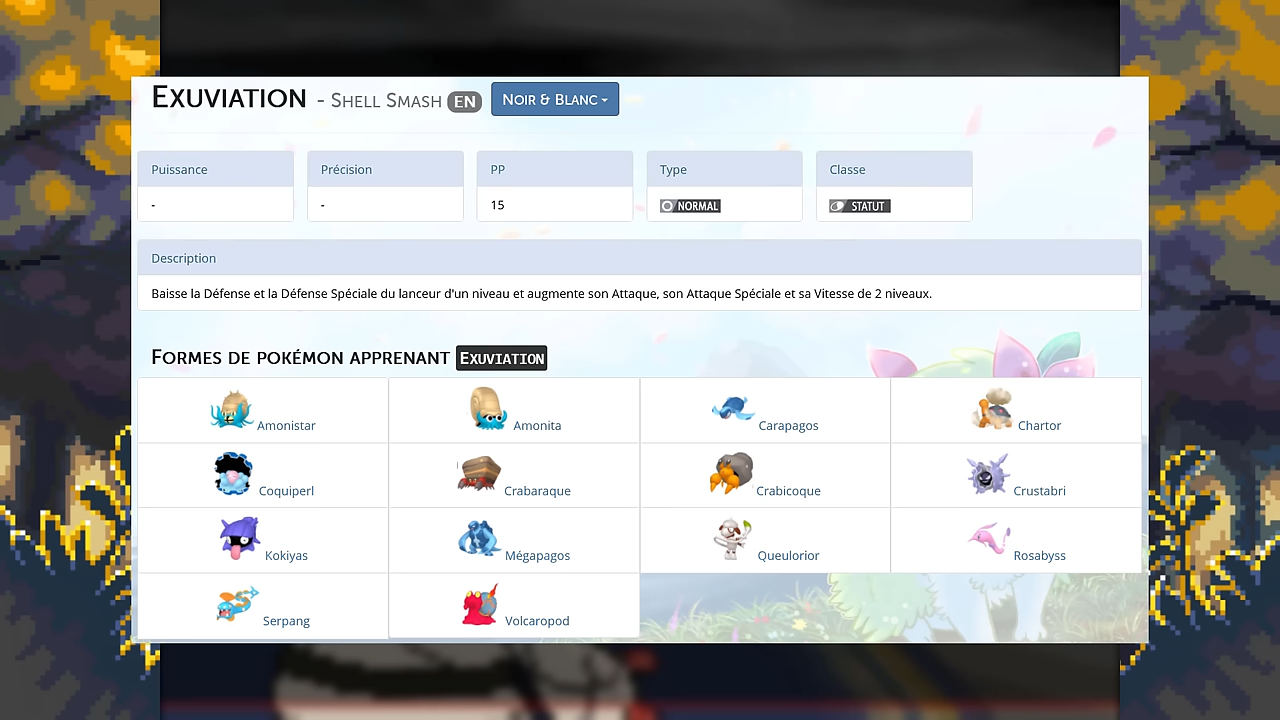 Exuviation - Shell Smash EN Noir & Blanc
Puissance Précision PP Type Classe
- - 15 NORMAL STATUT
Description
Baisse la Défense et la Défense Spéciale du lanceur d'un niveau et augmente son Attaque, son Attaque Spéciale et sa Vitesse de 2 niveaux.
Formes de pokémon apprenant Exuviation
Amonistar Amonita Carapagos Chartor
Coquiperl Crabaraque Crabicoque Crustabri
Kokiyas Mégapagos Queulorior Rosabyss
Serpang Volcaropod